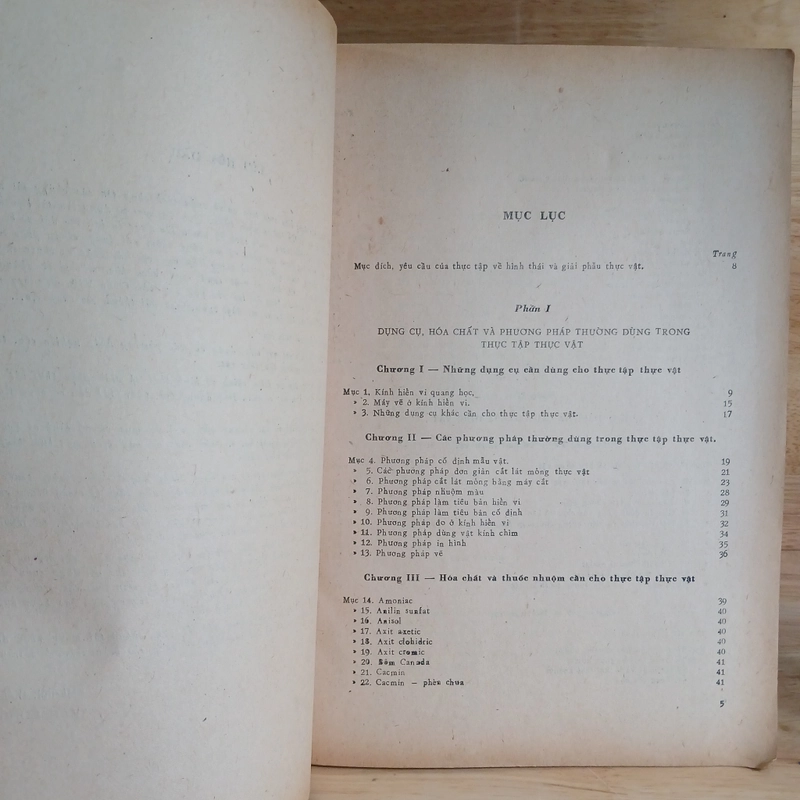 MỤC LỤC
Trang
Mục đích, yêu cầu của thực tập về hình thái và giải phẫu thực vật. 8
Phần I
DỤNG CỤ, HÓA CHẤT VÀ PHƯƠNG PHÁP THƯỜNG DÙNG TRONG
THỰC TẬP THỰC VẬT
Chương I — Những dụng cụ cần dùng cho thực tập thực vật
Mục 1. Kính hiển vi quang học. 9
» 2. Máy vẽ ở kính hiển vi. 15
» 3. Những dụng cụ khác cần cho thực tập thực vật. 17
Chương II — Các phương pháp thường dùng trong thực tập thực vật.
Mục 4. Phương pháp cố định mẫu vật. 19
» 5. Các phương pháp đơn giản cắt lát mỏng thực vật 21
» 6. Phương pháp cắt lát mỏng bằng máy cắt 23
» 7. Phương pháp nhuộm màu 28
» 8. Phương pháp làm tiêu bản hiển vi 29
» 9. Phương pháp làm tiêu bản cố định 31
» 10. Phương pháp đo ở kính hiển vi 32
» 11. Phương pháp dùng vật kính chìm 34
» 12. Phương pháp in hình 35
» 13. Phương pháp vẽ 36
Chương III — Hóa chất và thuốc nhuộm cần cho thực tập thực vật
Mục 14. Amoniac 39
» 15. Anilin sunfat 40
» 16. Anisol 40
» 17. Axit axetic 40
» 18. Axit clohidric 40
» 19. Axit cromic 40
» 20. Bôm Canada 41
» 21. Cacmin 41
» 22. Cacmin — phèn chua 41
5